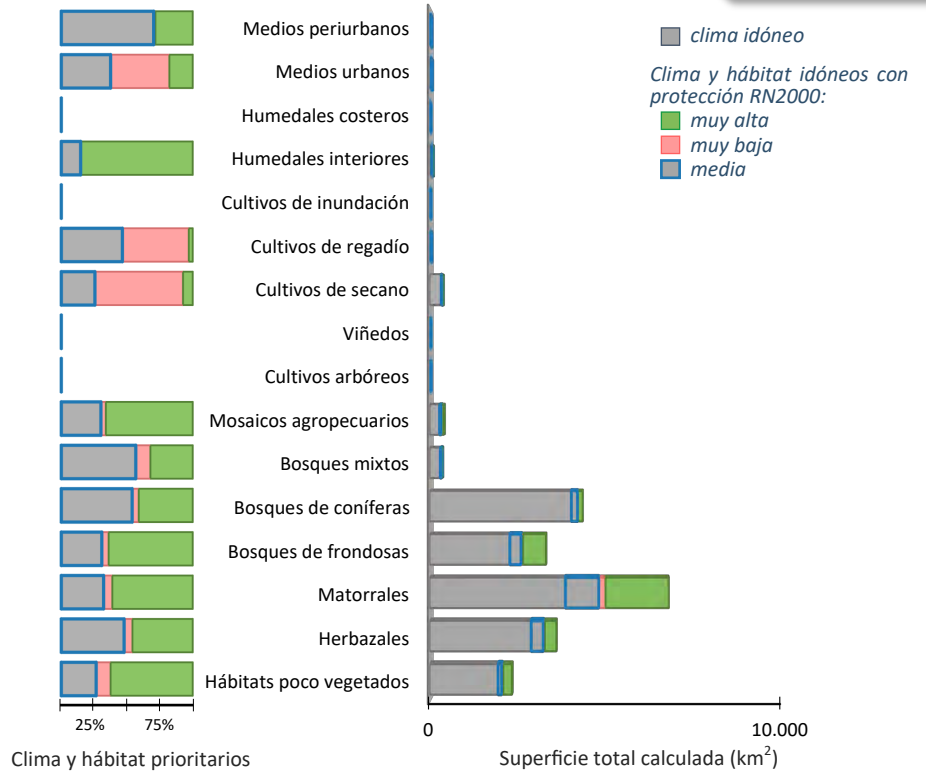 Medios periurbanos
Medios urbanos
Humedales costeros
Humedales interiores
Cultivos de inundación
Cultivos de regadío
Cultivos de secano
Viñedos
Cultivos arbóreos
Mosaicos agropecuarios
Bosques mixtos
Bosques de coníferas
Bosques de frondosas
Matorrales
Herbazales
Hábitats poco vegetados
clima idóneo
Clima y hábitat idóneos con
protección RN2000:
muy alta
muy baja
media
25% 75%
0 10.000
Clima y hábitat prioritarios
Superficie total calculada (km²)